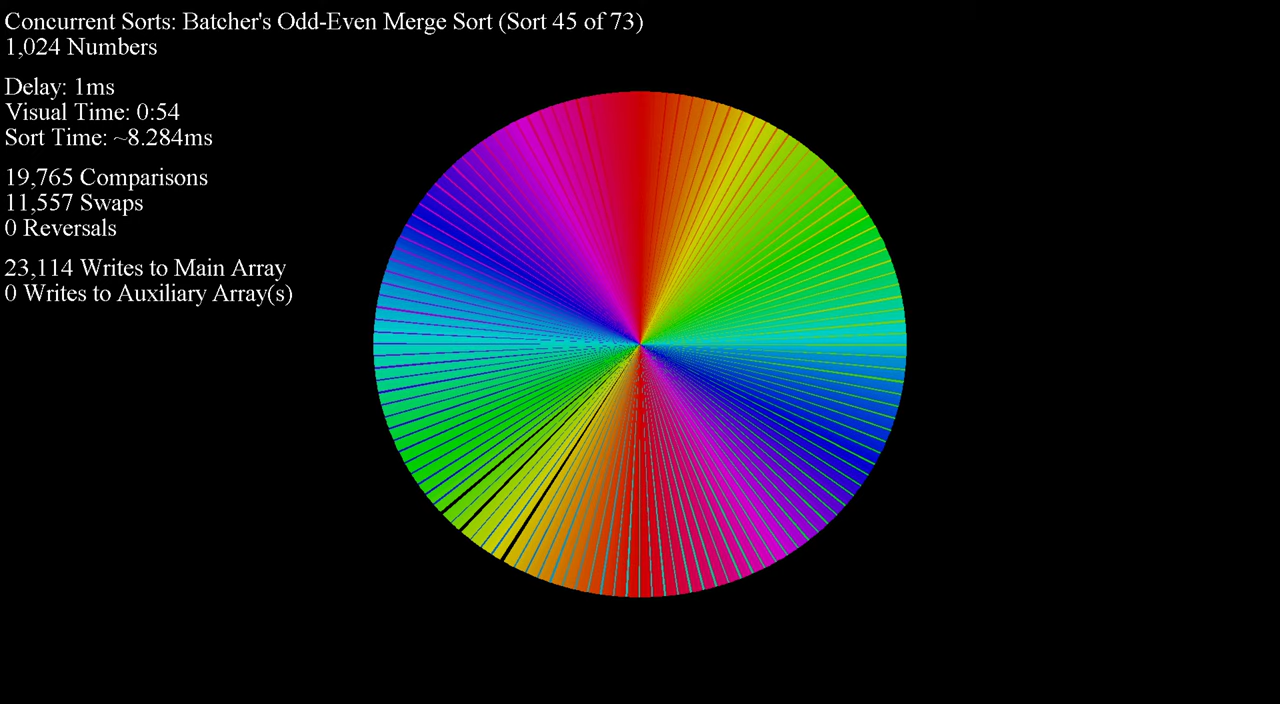 Concurrent Sorts: Batcher's Odd-Even Merge Sort (Sort 45 of 73)
1,024 Numbers
Delay: 1ms
Visual Time: 0:54
Sort Time: ~8.284ms
19,765 Comparisons
11,557 Swaps
0 Reversals
23,114 Writes to Main Array
0 Writes to Auxiliary Array(s)